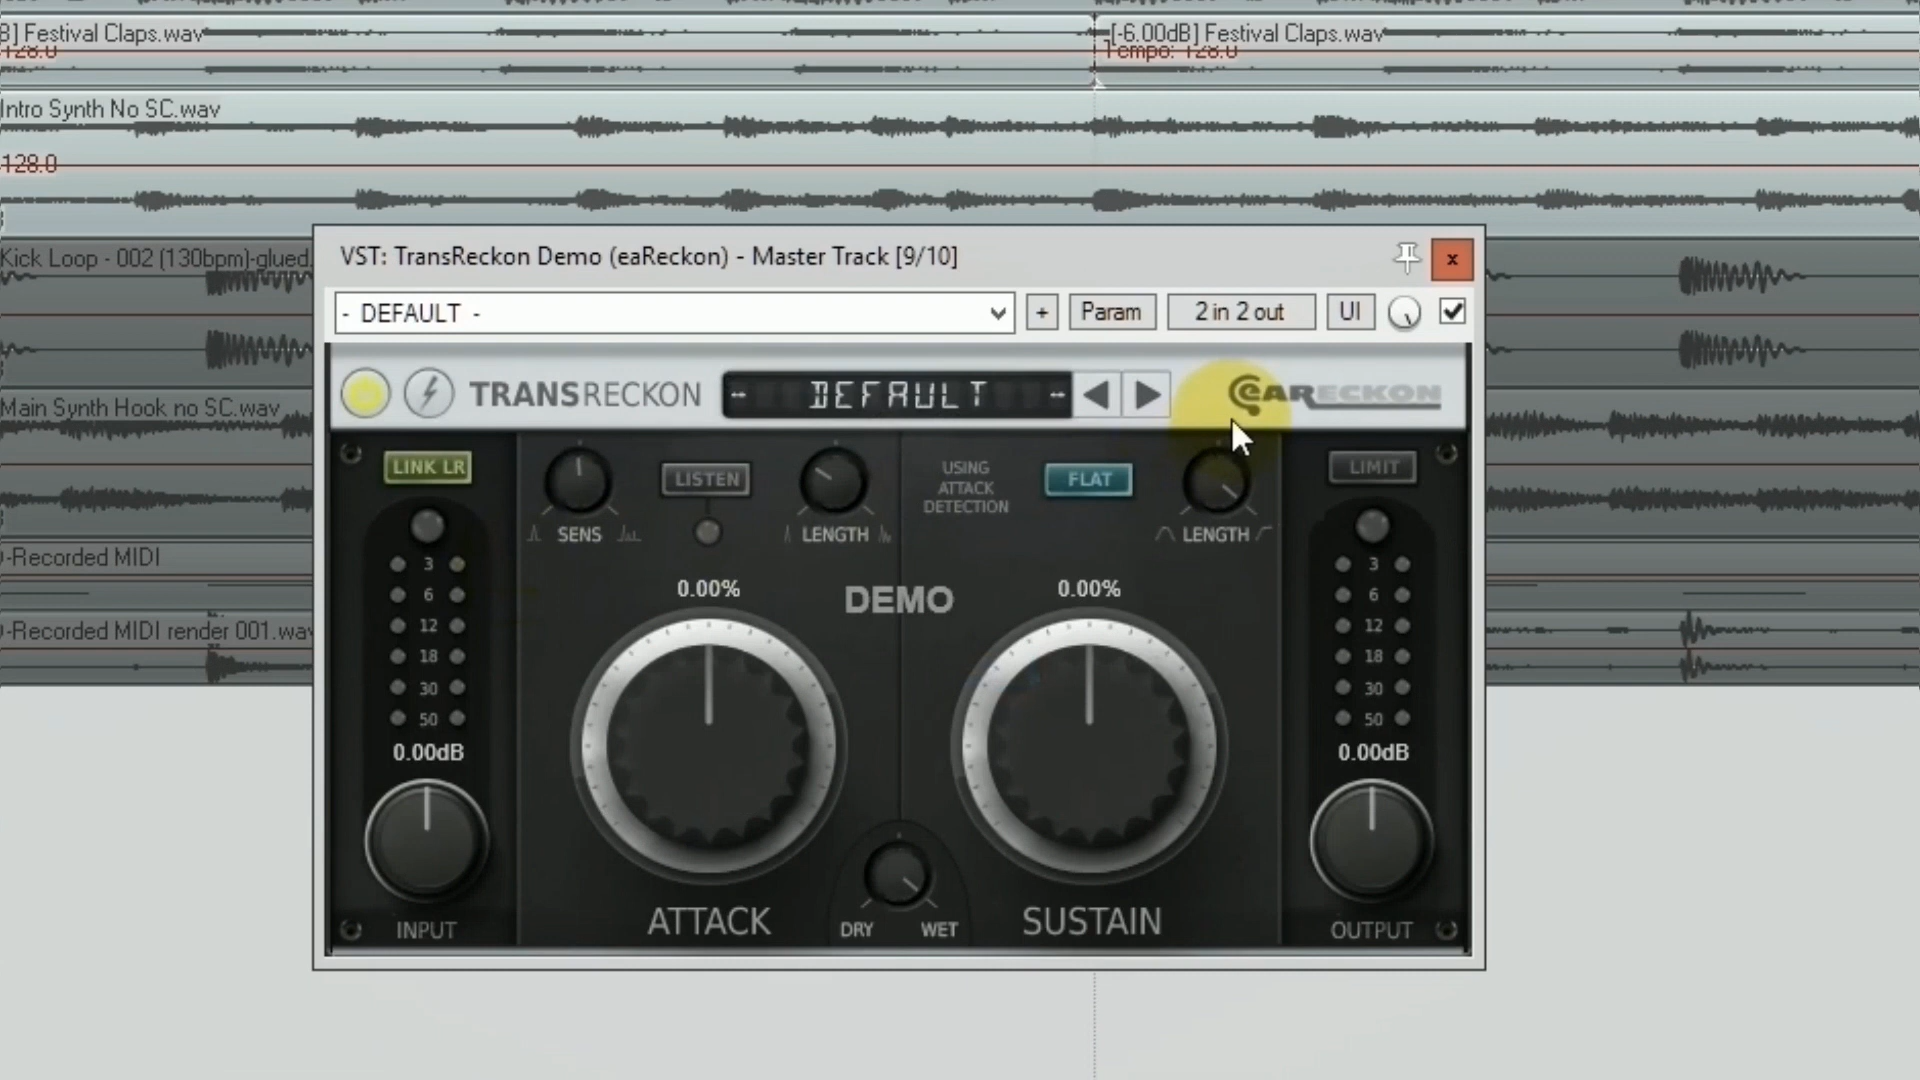 B] Festival Claps.wav
[-6.00dB] Festival Claps.wav
128.0
Tempo: 128.0
Intro Synth No SC.wav
128.0
VST: TransReckon Demo (eaReckon) - Master Track [9/10]
Kick Loop - 002 (130bpm)-glued.
x
- DEFAULT -
+
Param
2 in 2 out
UI
TRANSRECKON
-- DEFAULT --
eaRECKON
Main Synth Hook no SC.wav
LINK LR
LISTEN
USING
ATTACK
DETECTION
FLAT
LIMIT
SENS
LENGTH
LENGTH
-Recorded MIDI
3
6
12
18
30
50
0.00%
DEMO
0.00%
3
6
12
18
30
50
-Recorded MIDI render 001.wav
0.00dB
0.00dB
ATTACK
DRY
WET
SUSTAIN
INPUT
OUTPUT